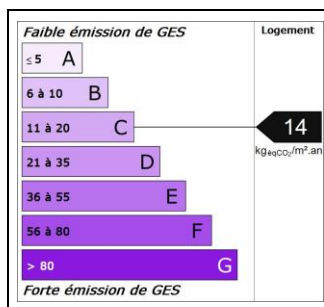 Faible émission de GES
Logement
≤ 5 A
6 à 10 B
11 à 20 C
14
kgéqCO₂/m².an
21 à 35 D
36 à 55 E
56 à 80 F
> 80 G
Forte émission de GES